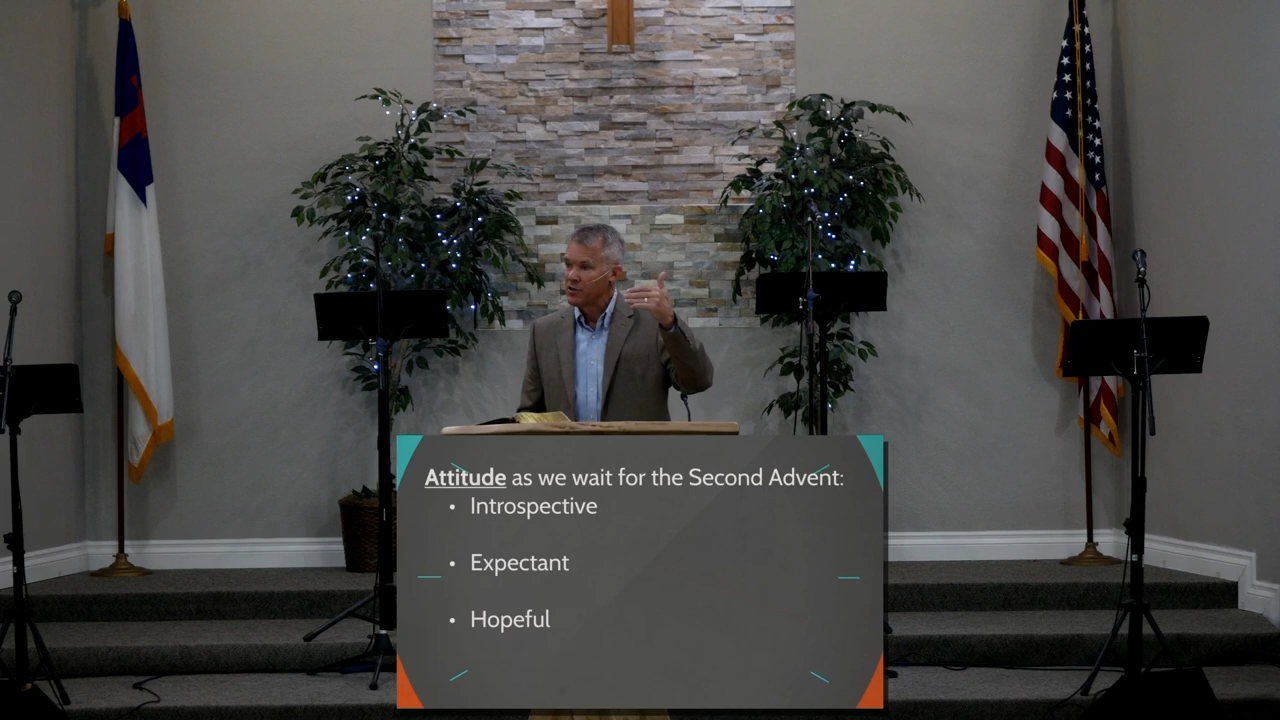 Attitude as we wait for the Second Advent:
• Introspective
• Expectant
• Hopeful